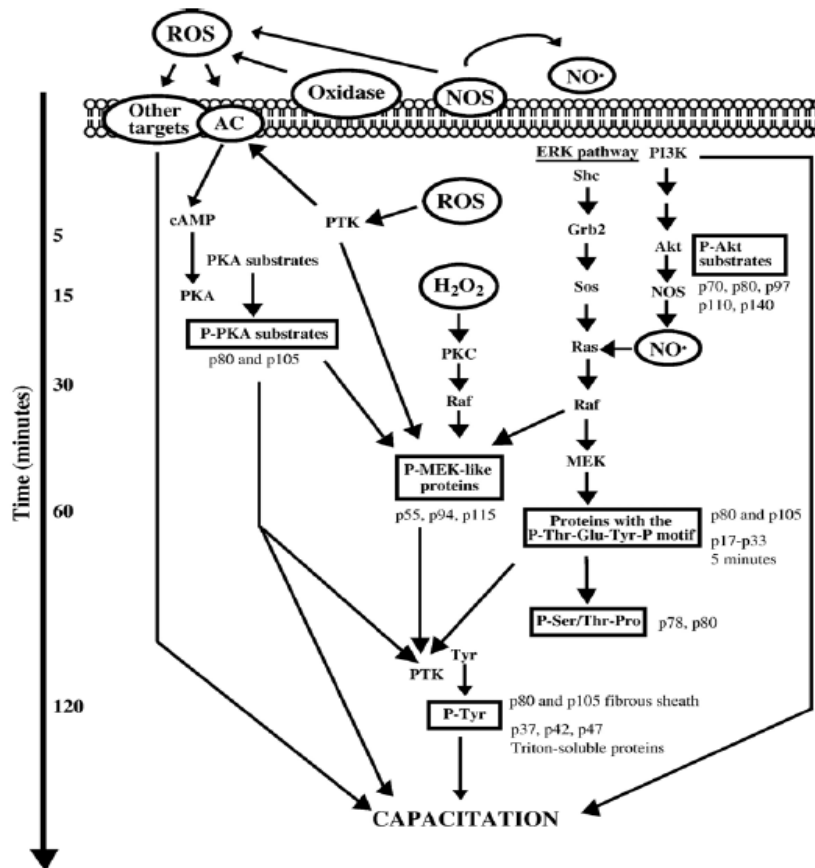 ROS
NO•
Oxidase
NOS
Other
targets
AC
ERK pathway
PI3K
Shc
ROS
cAMP
PTK
5
Grb2
Akt
P-Akt
substrates
PKA substrates
H₂O₂
p70, p80, p97
15
PKA
Sos
NOS
p110, p140
P-PKA substrates
PKC
Ras
NO•
p80 and p105
30
Raf
Raf
MEK
P-MEK-like
proteins
Time (minutes)
60
p55, p94, p115
Proteins with the
P-Thr-Glu-Tyr-P motif
p80 and p105
p17-p33
5 minutes
P-Ser/Thr-Pro
p78, p80
Tyr
PTK
120
P-Tyr
p80 and p105 fibrous sheath
p37, p42, p47
Triton-soluble proteins
CAPACITATION